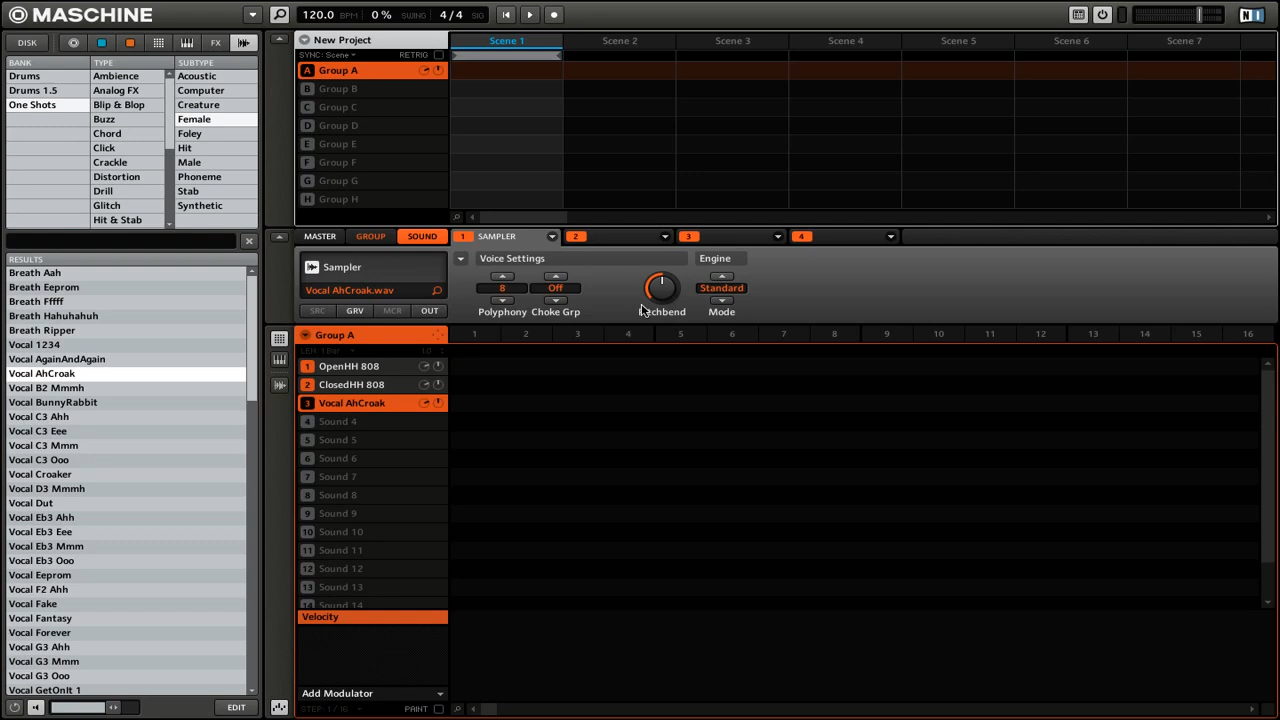 MASCHINE
120.0 BPM 0% SWING 4/4
DISK
FX
BANK
TYPE
SUBTYPE
Drums
Drums 1.5
One Shots
Ambience
Analog FX
Blip & Blop
Buzz
Chord
Click
Crackle
Distortion
Drill
Glitch
Hit & Stab
Acoustic
Computer
Creature
Female
Foley
Hit
Male
Phoneme
Stab
Synthetic
RESULTS
Breath Aah
Breath Eeprom
Breath Fffff
Breath Hahuhahuh
Breath Ripper
Vocal 1234
Vocal AgainAndAgain
Vocal AhCroak
Vocal B2 Mmmh
Vocal BunnyRabbit
Vocal C3 Ahh
Vocal C3 Eee
Vocal C3 Mmm
Vocal C3 Ooo
Vocal Croaker
Vocal D3 Mmmh
Vocal Dut
Vocal Eb3 Ahh
Vocal Eb3 Eee
Vocal Eb3 Mmm
Vocal Eb3 Ooo
Vocal Eeprom
Vocal F2 Ahh
Vocal Fake
Vocal Fantasy
Vocal Forever
Vocal G3 Ahh
Vocal G3 Mmm
Vocal G3 Ooo
Vocal GetOnIt 1
EDIT
New Project
SYNC: Scene
RETRIG
Scene 1 Scene 2 Scene 3 Scene 4 Scene 5 Scene 6 Scene 7
A Group A
B Group B
C Group C
D Group D
E Group E
F Group F
G Group G
H Group H
MASTER GROUP SOUND 1 SAMPLER 2 3 4
Sampler
Vocal AhCroak.wav
SRC GRV MCR OUT
Voice Settings
Engine
8 Off Standard
Polyphony Choke Grp
Mode
Group A
1 2 3 4 5 6 7 8 9 10 11 12 13 14 15 16
1 OpenHH 808
2 ClosedHH 808
3 Vocal AhCroak
4 Sound 4
5 Sound 5
6 Sound 6
7 Sound 7
8 Sound 8
9 Sound 9
10 Sound 10
11 Sound 11
12 Sound 12
13 Sound 13
14 Sound 14
Velocity
Add Modulator
STEP: 1/16
PAINT